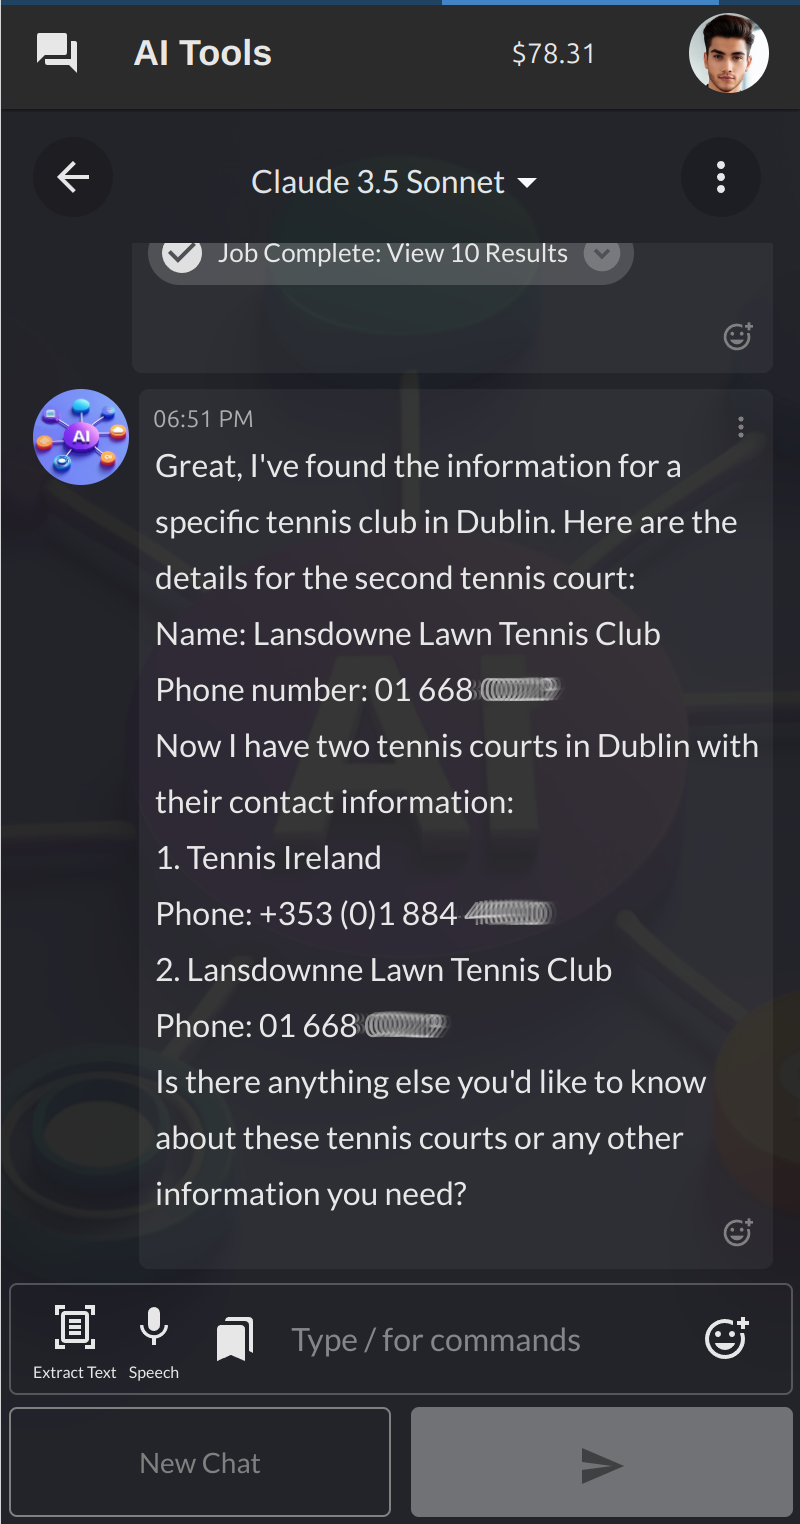 AI Tools
$78.31
Claude 3.5 Sonnet
Job Complete: View 10 Results
06:51 PM
AI
Great, I've found the information for a
specific tennis club in Dublin. Here are the
details for the second tennis court:
Name: Lansdowne Lawn Tennis Club
Phone number: 01 668
Now I have two tennis courts in Dublin with
their contact information:
1. Tennis Ireland
Phone: +353 (0)1 884
2. Lansdownne Lawn Tennis Club
Phone: 01 668
Is there anything else you'd like to know
about these tennis courts or any other
information you need?
AI
Extract Text
Speech
Type / for commands
New Chat